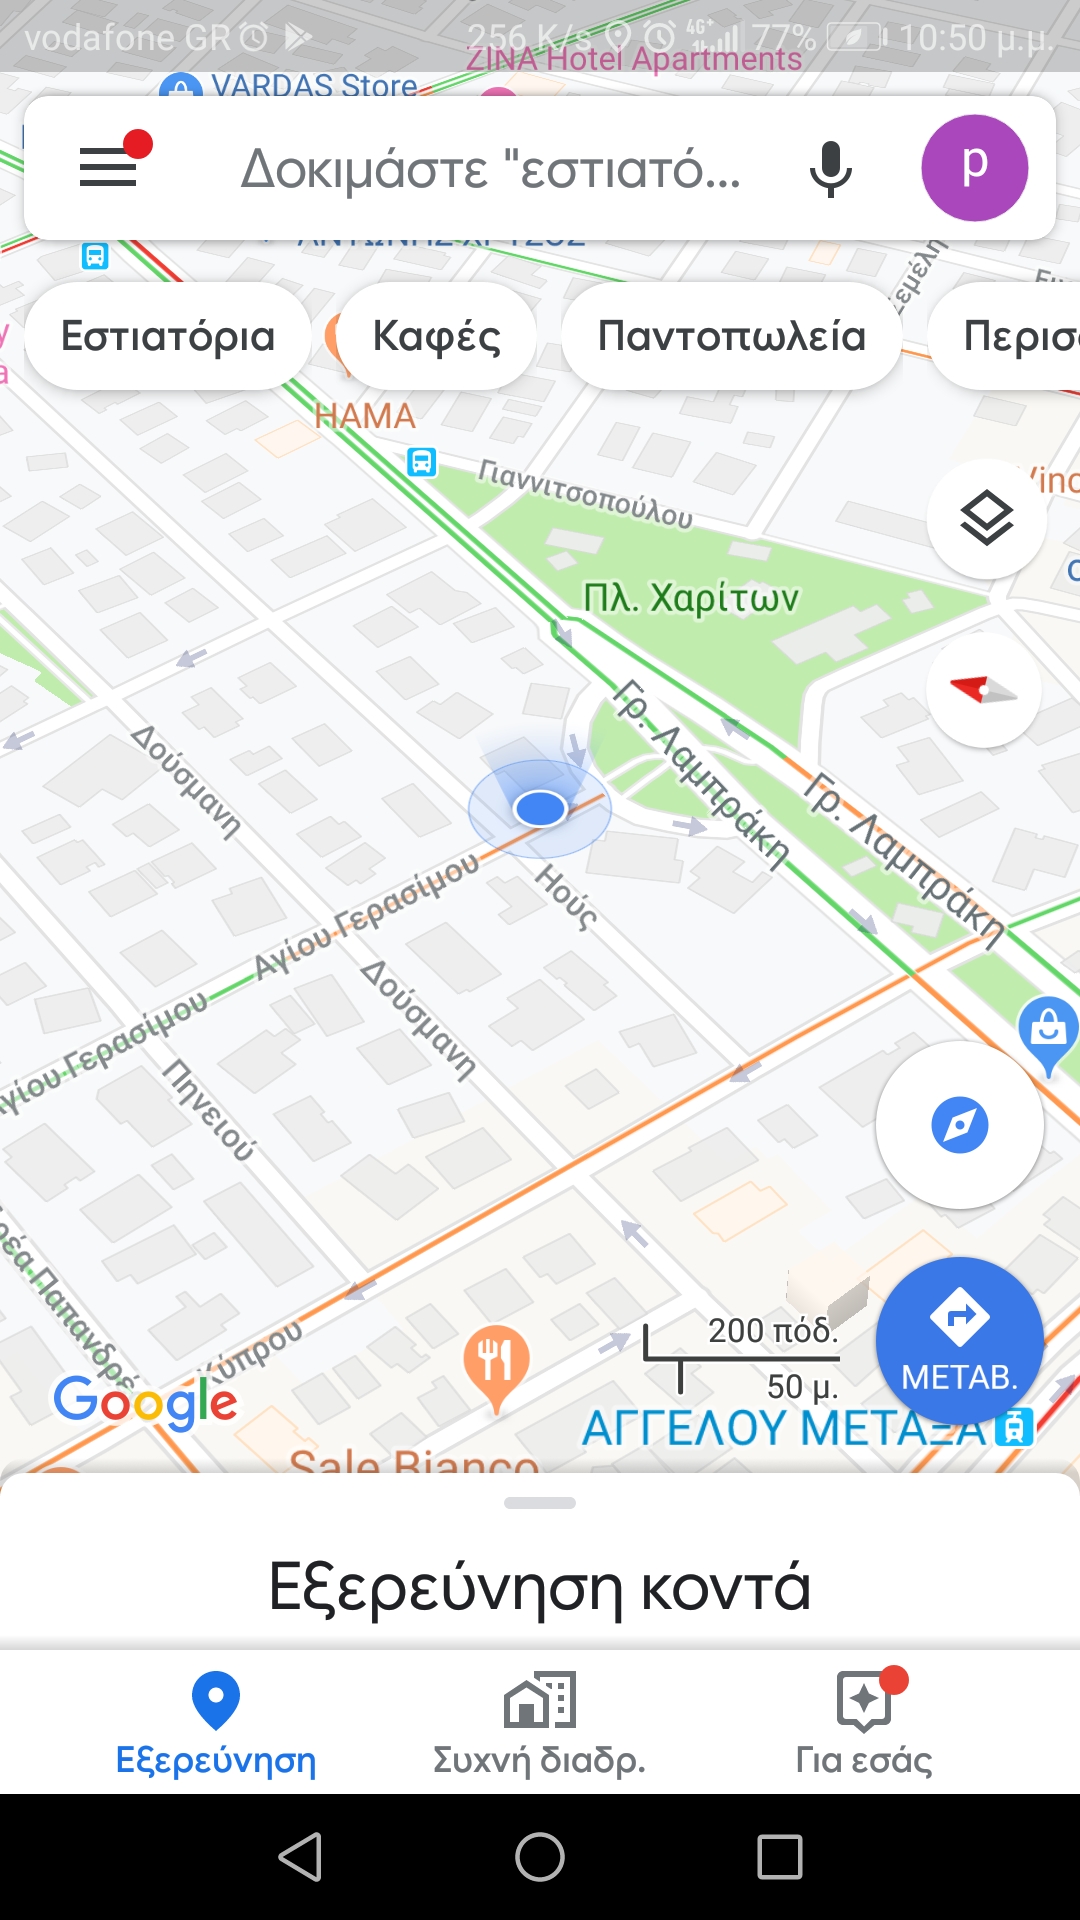 vodafone GR 256 K/s 4G+ 77% 10:50 μ.μ.
ZINA Hotel Apartments
VARDAS Store
Δοκιμάστε "εστιατό...
p
Εστιατόρια
Καφές
Παντοπωλεία
HAMA
Γιαννιτσοπούλου
Πλ. Χαρίτων
Γρ. Λαμπράκη
Γρ. Λαμπράκη
Δούσμανη
Ηούς
Αγίου Γερασίμου
Δούσμανη
Αγίου Γερασίμου
Πηνειού
Κύπρου
200 πόδ.
50 μ.
ΜΕΤΑΒ.
Google
ΑΓΓΕΛΟΥ ΜΕΤΑΞΑ
Sale Bianco
Εξερεύνηση κοντά
Εξερεύνηση
Συχνή διαδρ.
Για εσάς